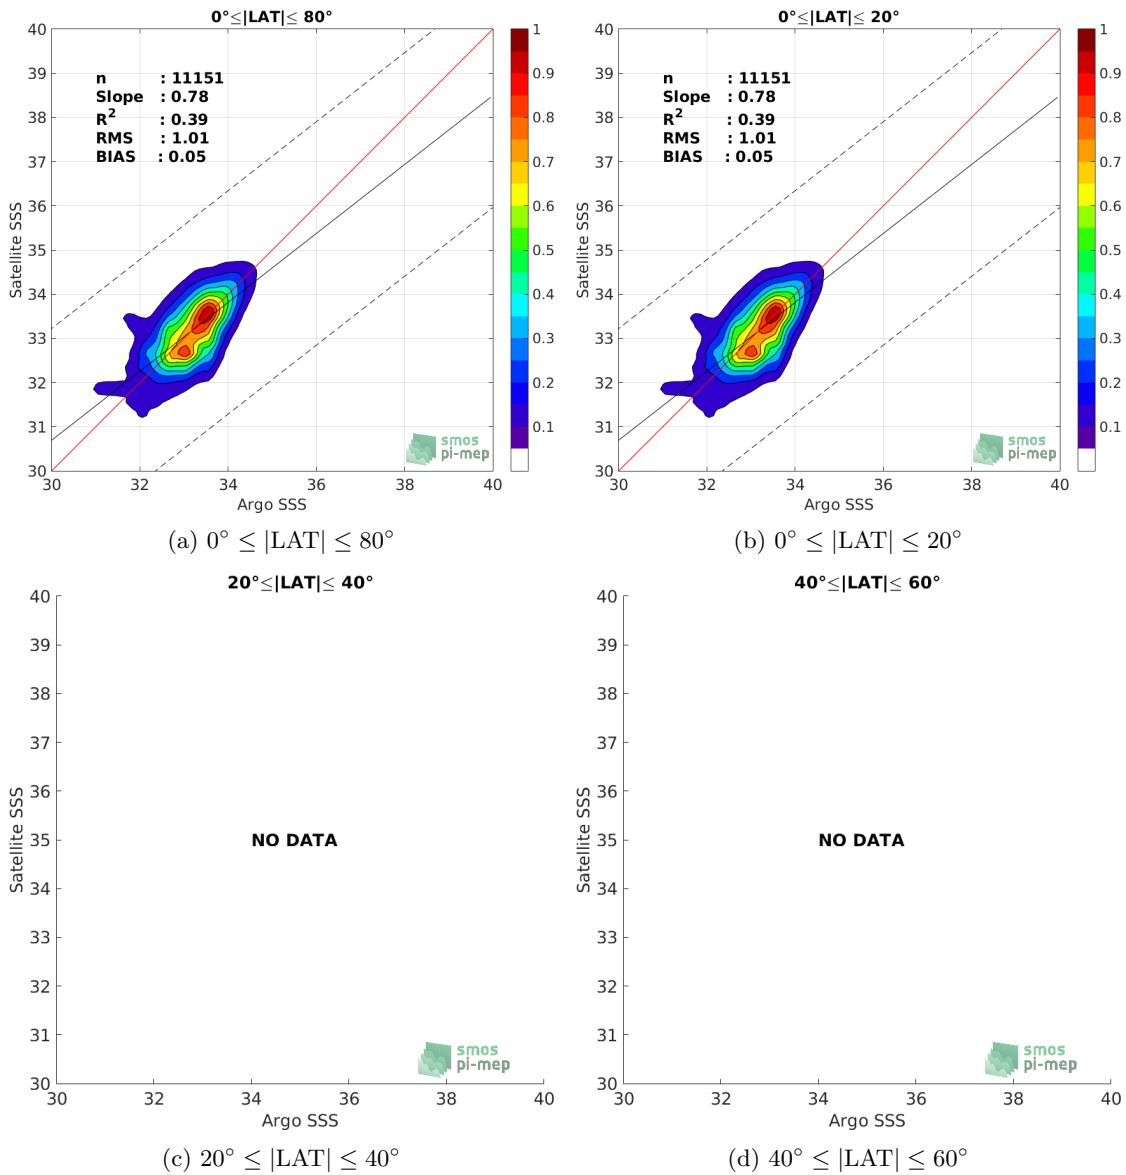 0°≤|LAT|≤ 80°
n : 11151
Slope : 0.78
R² : 0.39
RMS : 1.01
BIAS : 0.05
Satellite SSS
40
39
38
37
36
35
34
33
32
31
30
30 32 34 36 38 40
Argo SSS
1
0.9
0.8
0.7
0.6
0.5
0.4
0.3
0.2
0.1
smos
pi-mep
(a) 0° ≤ |LAT| ≤ 80°
0°≤|LAT|≤ 20°
n : 11151
Slope : 0.78
R² : 0.39
RMS : 1.01
BIAS : 0.05
Satellite SSS
40
39
38
37
36
35
34
33
32
31
30
30 32 34 36 38 40
Argo SSS
1
0.9
0.8
0.7
0.6
0.5
0.4
0.3
0.2
0.1
smos
pi-mep
(b) 0° ≤ |LAT| ≤ 20°
20°≤|LAT|≤ 40°
Satellite SSS
40
39
38
37
36
35
34
33
32
31
30
NO DATA
smos
pi-mep
30 32 34 36 38 40
Argo SSS
(c) 20° ≤ |LAT| ≤ 40°
40°≤|LAT|≤ 60°
Satellite SSS
40
39
38
37
36
35
34
33
32
31
30
NO DATA
smos
pi-mep
30 32 34 36 38 40
Argo SSS
(d) 40° ≤ |LAT| ≤ 60°